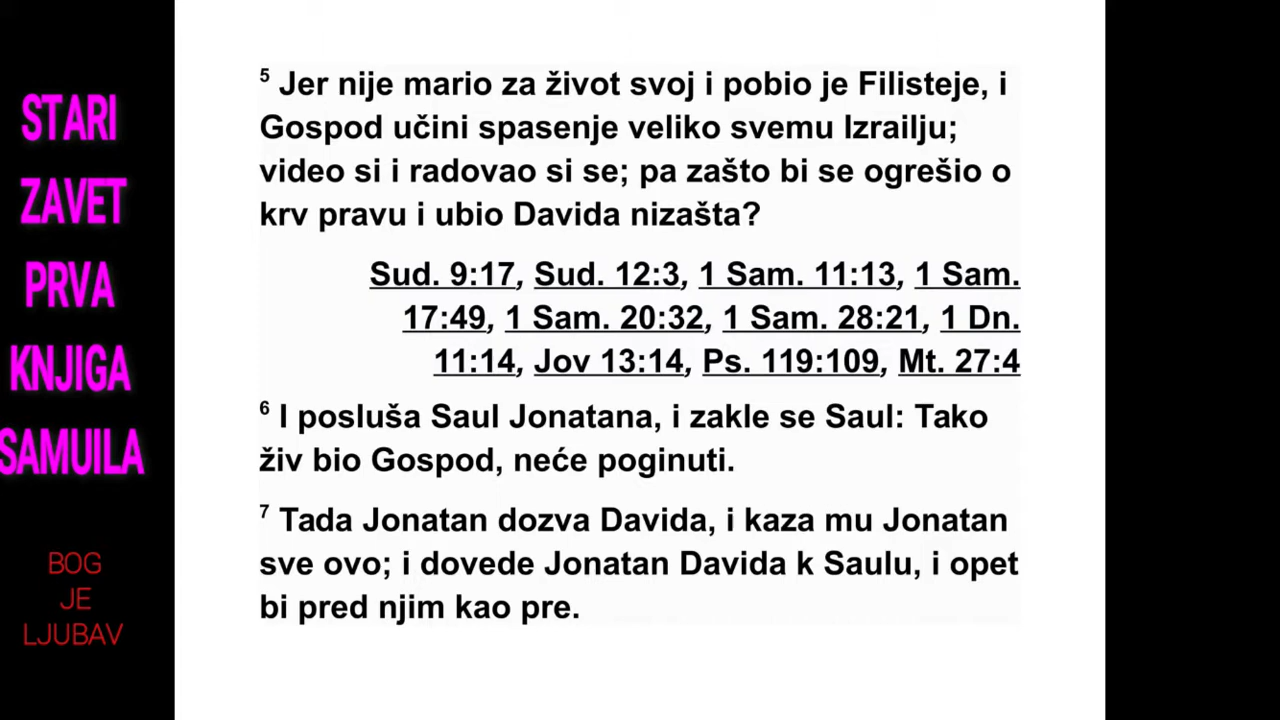 STARI
ZAVET
PRVA
KNJIGA
SAMUILA
BOG
JE
LJUBAV
5 Jer nije mario za život svoj i pobio je Filisteje, i
Gospod učini spasenje veliko svemu Izrailju;
video si i radovao si se; pa zašto bi se ogrešio o
krv pravu i ubio Davida nizašta?
Sud. 9:17, Sud. 12:3, 1 Sam. 11:13, 1 Sam.
17:49, 1 Sam. 20:32, 1 Sam. 28:21, 1 Dn.
11:14, Jov 13:14, Ps. 119:109, Mt. 27:4
6 I posluša Saul Jonatana, i zakle se Saul: Tako
živ bio Gospod, neće poginuti.
7 Tada Jonatan dozva Davida, i kaza mu Jonatan
sve ovo; i dovede Jonatan Davida k Saulu, i opet
bi pred njim kao pre.